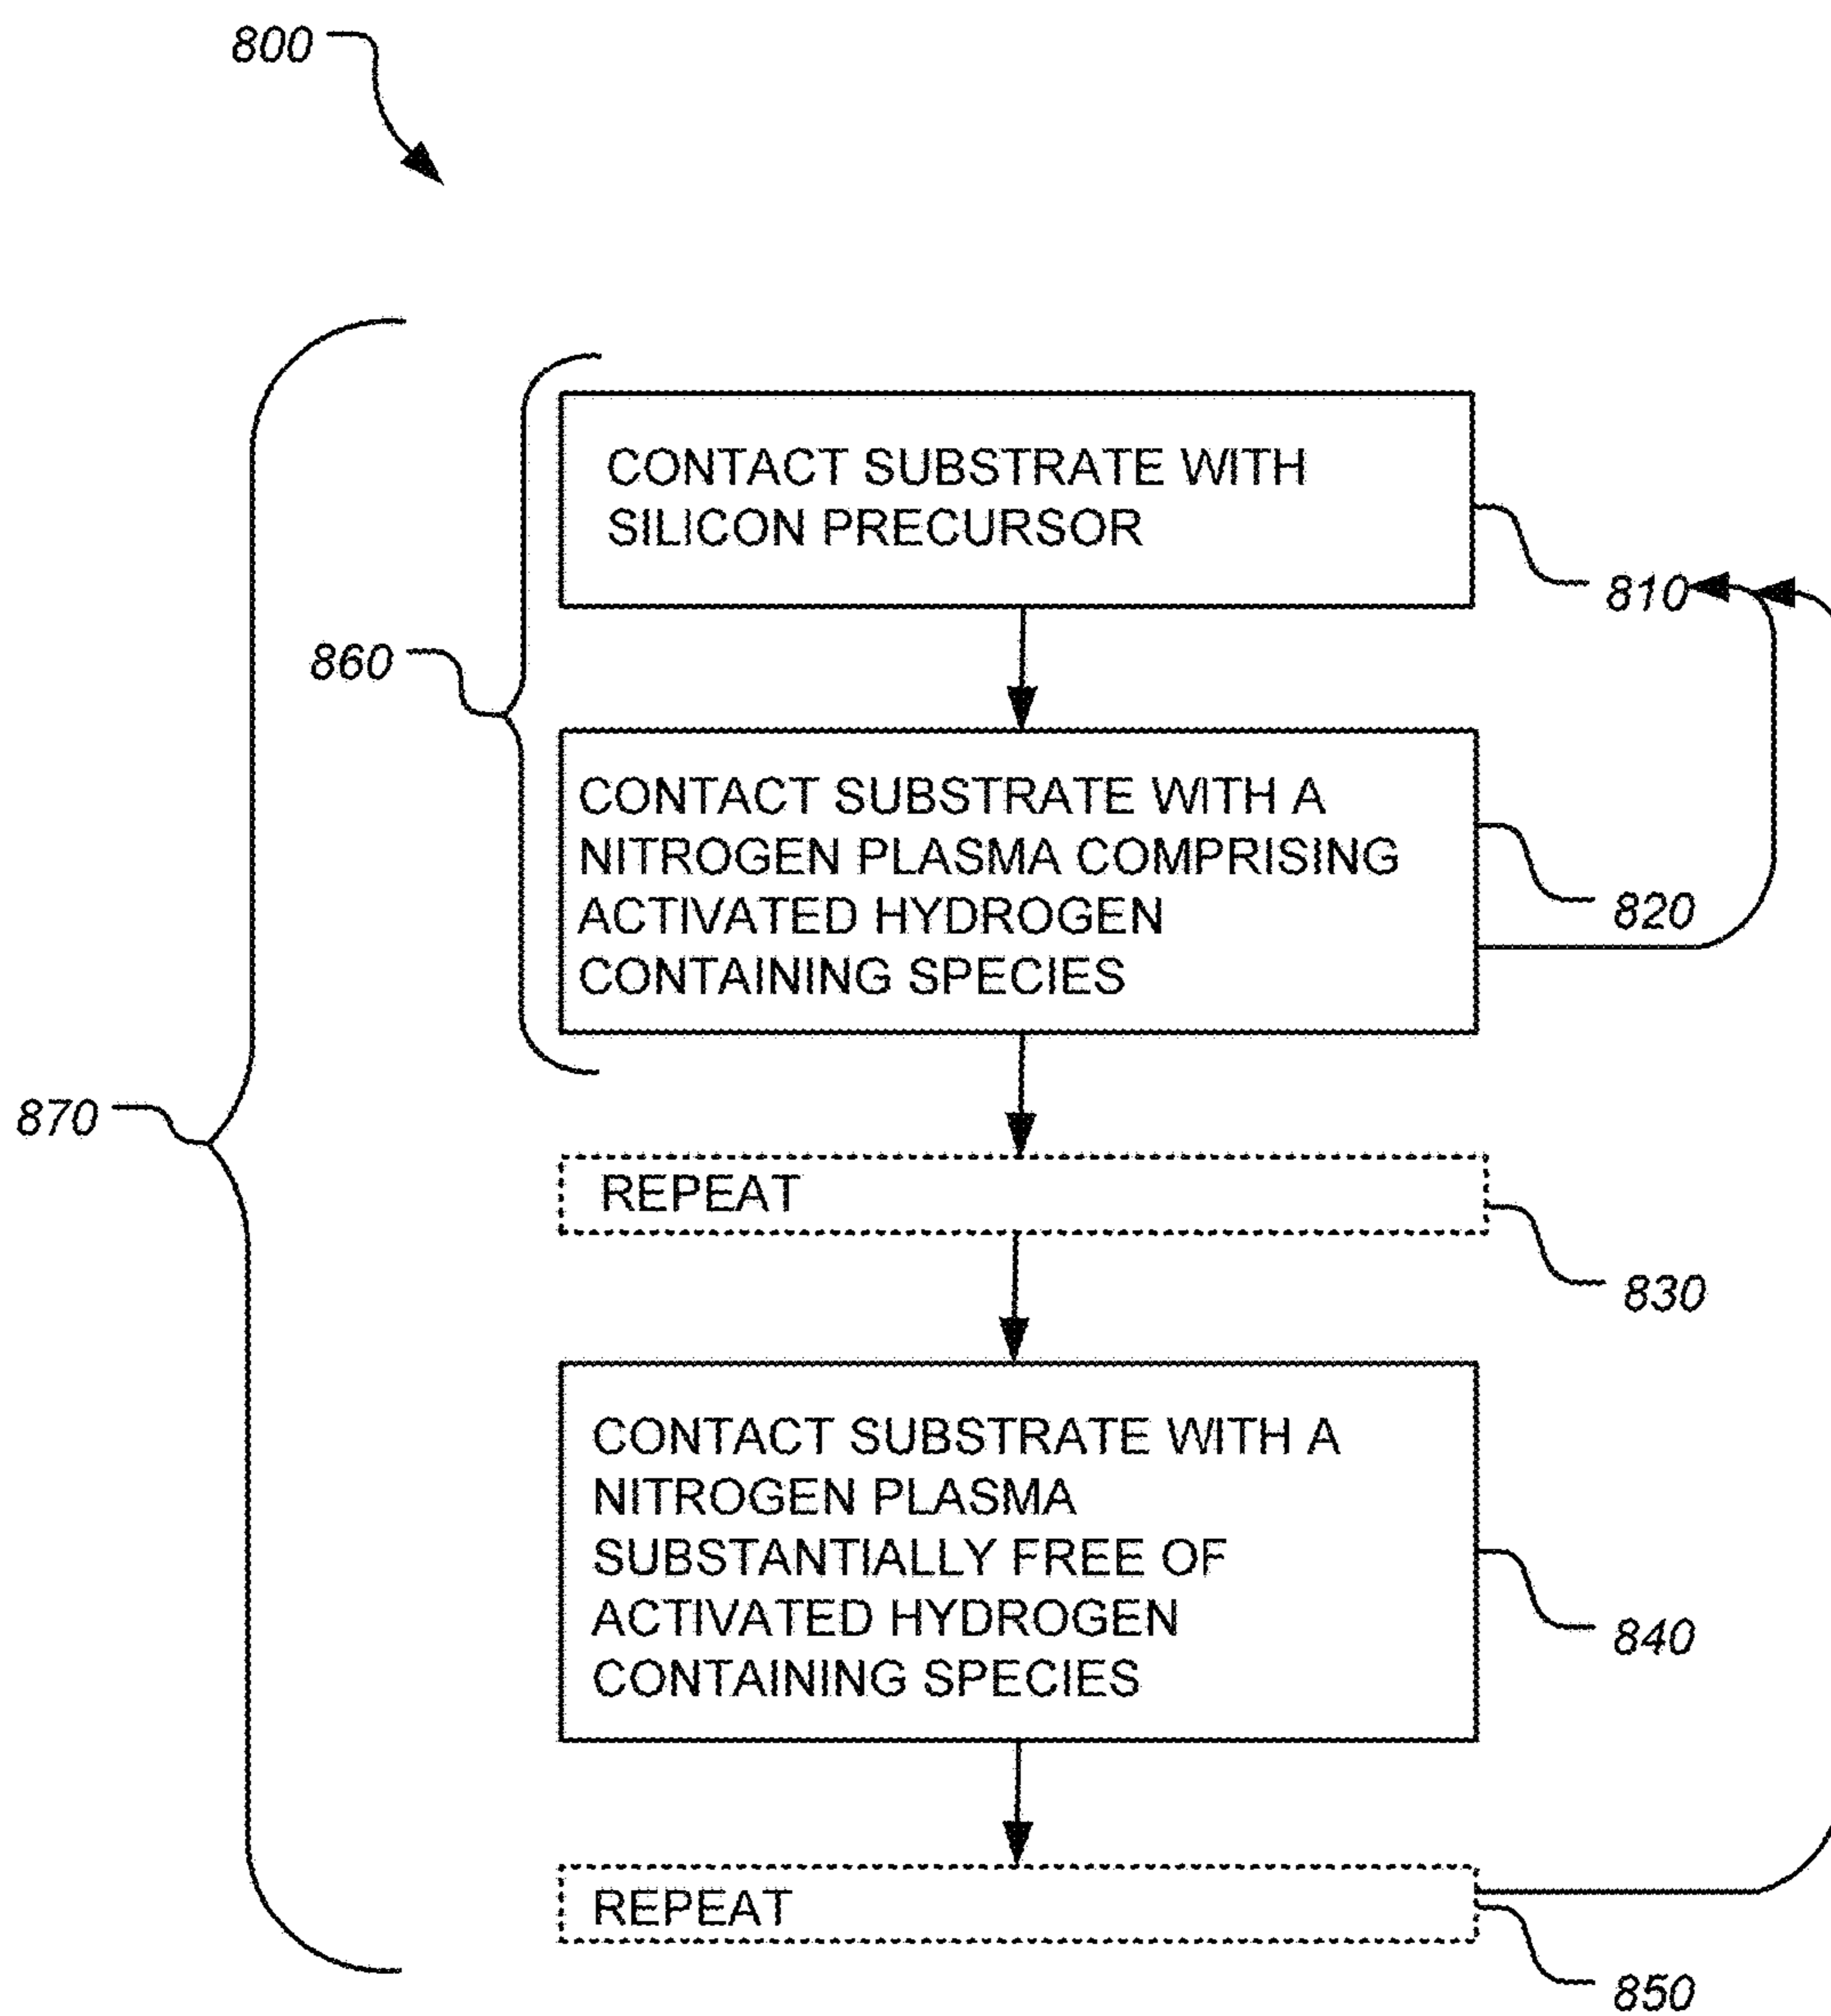 800
CONTACT SUBSTRATE WITH
SILICON PRECURSOR
810
860
CONTACT SUBSTRATE WITH A
NITROGEN PLASMA COMPRISING
ACTIVATED HYDROGEN
CONTAINING SPECIES
820
870
REPEAT
830
CONTACT SUBSTRATE WITH A
NITROGEN PLASMA
SUBSTANTIALLY FREE OF
ACTIVATED HYDROGEN
CONTAINING SPECIES
840
REPEAT
850